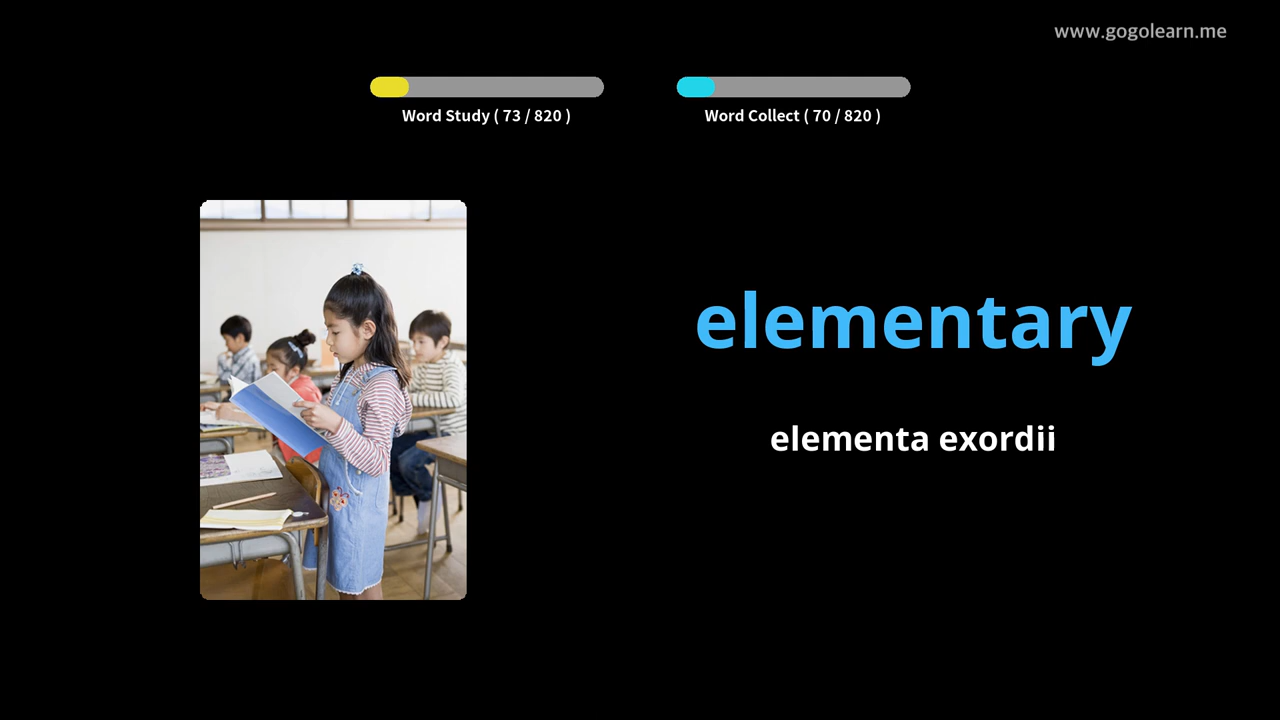 www.gogolearn.me
Word Study ( 73 / 820 )
Word Collect ( 70 / 820 )
elementary
elementa exordii